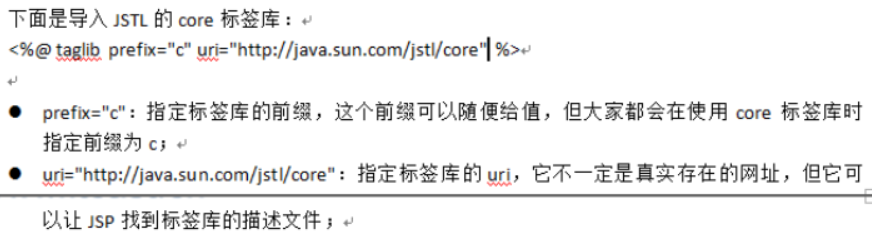 下面是导入 JSTL 的 core 标签库：
<%@ taglib prefix="c" uri="http://java.sun.com/jstl/core" %>
● prefix="c"：指定标签库的前缀，这个前缀可以随便给值，但大家都会在使用 core 标签库时
指定前缀为 c；
● uri="http://java.sun.com/jstl/core"：指定标签库的 uri，它不一定是真实存在的网址，但它可
以让 JSP 找到标签库的描述文件；